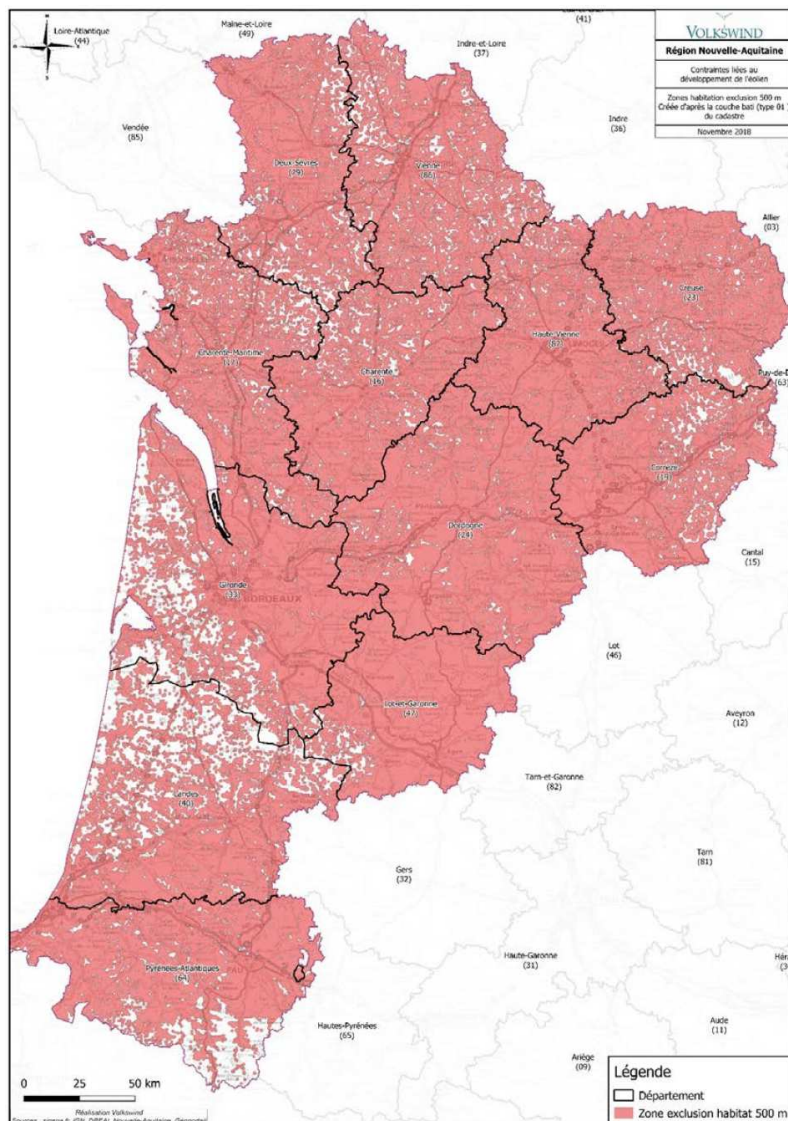 Loire-Atlantique
(44)
Maine-et-Loire
(49)
Indre-et-Loire
(37)
(41)
VOLKSWIND
Région Nouvelle-Aquitaine
Contraintes liées au
développement de l'éolien
Zones habitation exclusion 500 m
Créée d'après la couche bati (type 01)
du cadastre
Novembre 2018
Vendée
(85)
Indre
(36)
Deux-Sèvres
(79)
Vienne
(86)
Allier
(03)
Creuse
(23)
Haute-Vienne
(87)
Charente-Maritime
(17)
Charente
(16)
Puy-de-D
(63)
Corrèze
(19)
Dordogne
(24)
Cantal
(15)
Gironde
(33)
BORDEAUX
Lot
(46)
Lot-et-Garonne
(47)
Aveyron
(12)
Tarn-et-Garonne
(82)
Landes
(40)
Tarn
(81)
Gers
(32)
Haute-Garonne
(31)
Hér
(3
Pyrénées-Atlantiques
(64)
PAU
Hautes-Pyrénées
(65)
Aude
(11)
Ariège
(09)
0 25 50 km
Réalisation Volkswind
Légende
Département
Zone exclusion habitat 500 m